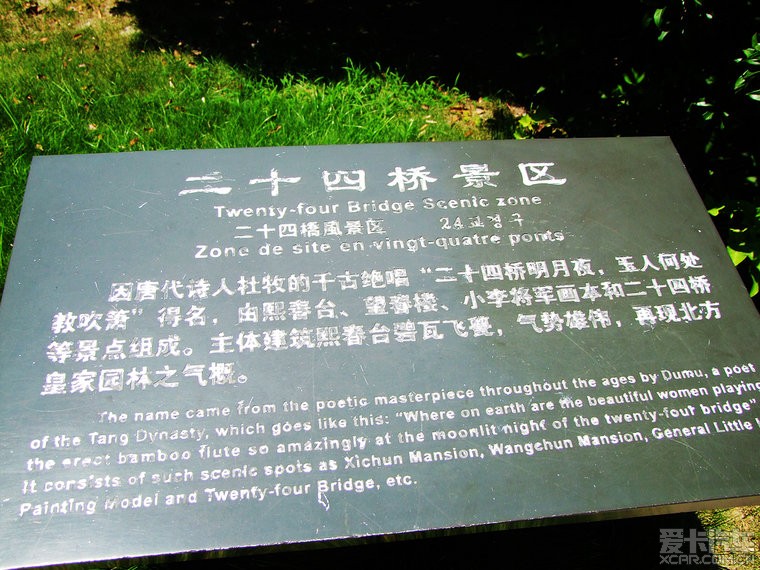 二十四桥景区
Twenty-four Bridge Scenic zone
二十四橋風景区 24교경구
Zone de site en vingt-quatre ponts
因唐代诗人杜牧的千古绝唱“二十四桥明月夜，玉人何处
教吹箫”得名，由熙春台、望春楼、小李将军画本和二十四桥
等景点组成。主体建筑熙春台碧瓦飞甍，气势雄伟，再现北方
皇家园林之气概。
The name came from the poetic masterpiece throughout the ages by Dumu, a poet
of the Tang Dynasty, which goes like this: “Where on earth are the beautiful women playing
the erect bamboo flute so amazingly at the moonlit night of the twenty-four bridge”
It consists of such scenic spots as Xichun Mansion, Wangchun Mansion, General Little
Painting Model and Twenty-four Bridge, etc.
爱卡汽车
XCAR.COM.CN